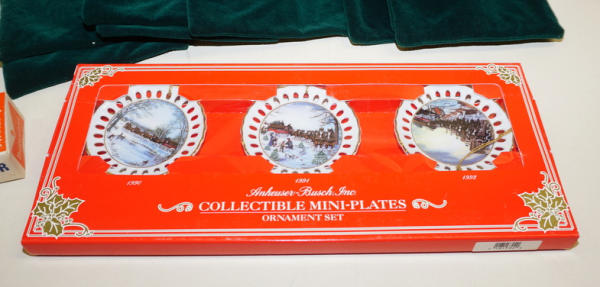 1990
1991
1992
Anheuser-Busch, Inc.
COLLECTIBLE MINI-PLATES
ORNAMENT SET